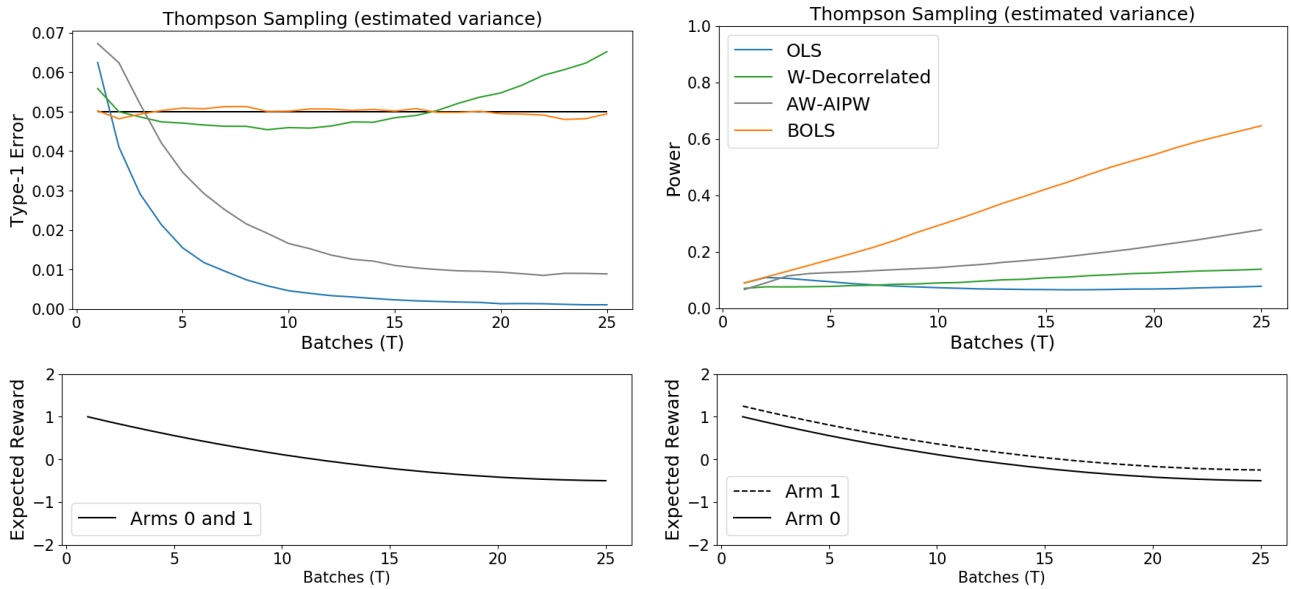 Thompson Sampling (estimated variance)
Type-1 Error
0.07
0.06
0.05
0.04
0.03
0.02
0.01
0.00
0 5 10 15 20 25
Batches (T)
Thompson Sampling (estimated variance)
Power
1.0
0.8
0.6
0.4
0.2
0.0
OLS
W-Decorrelated
AW-AIPW
BOLS
0 5 10 15 20 25
Batches (T)
Expected Reward
2
1
0
−1
−2
Arms 0 and 1
0 5 10 15 20 25
Batches (T)
Expected Reward
2
1
0
−1
−2
Arm 1
Arm 0
0 5 10 15 20 25
Batches (T)